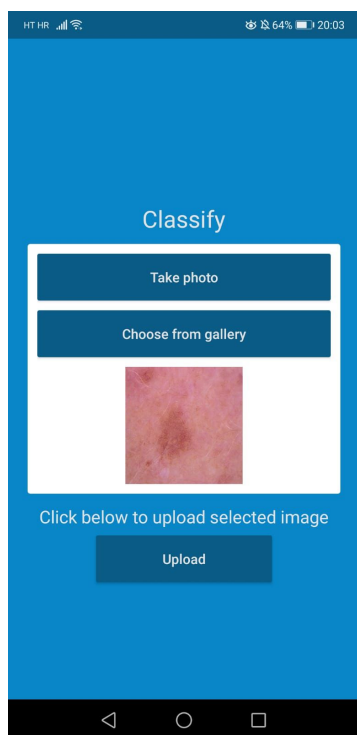 HT HR 64% 20:03
Classify
Take photo
Choose from gallery
Click below to upload selected image
Upload